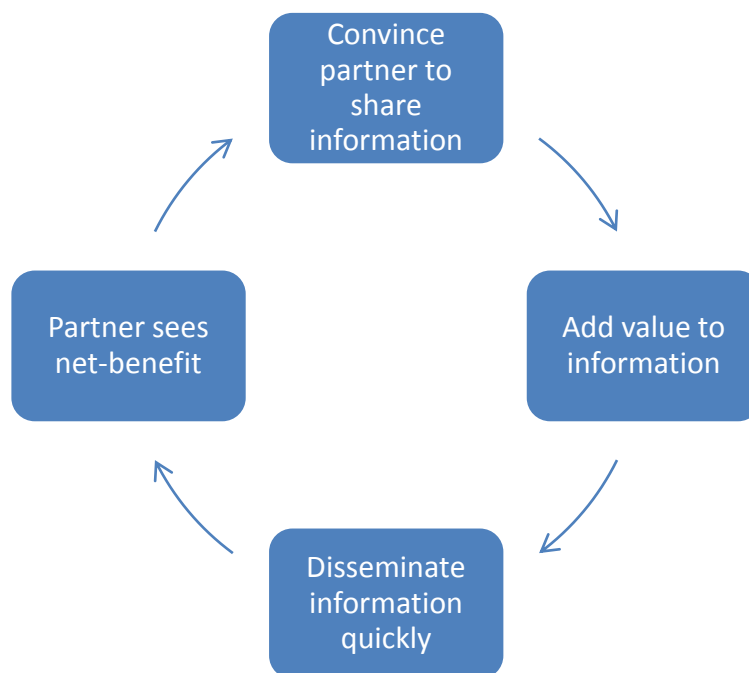 Convince
partner to
share
information
Add value to
information
Disseminate
information
quickly
Partner sees
net-benefit